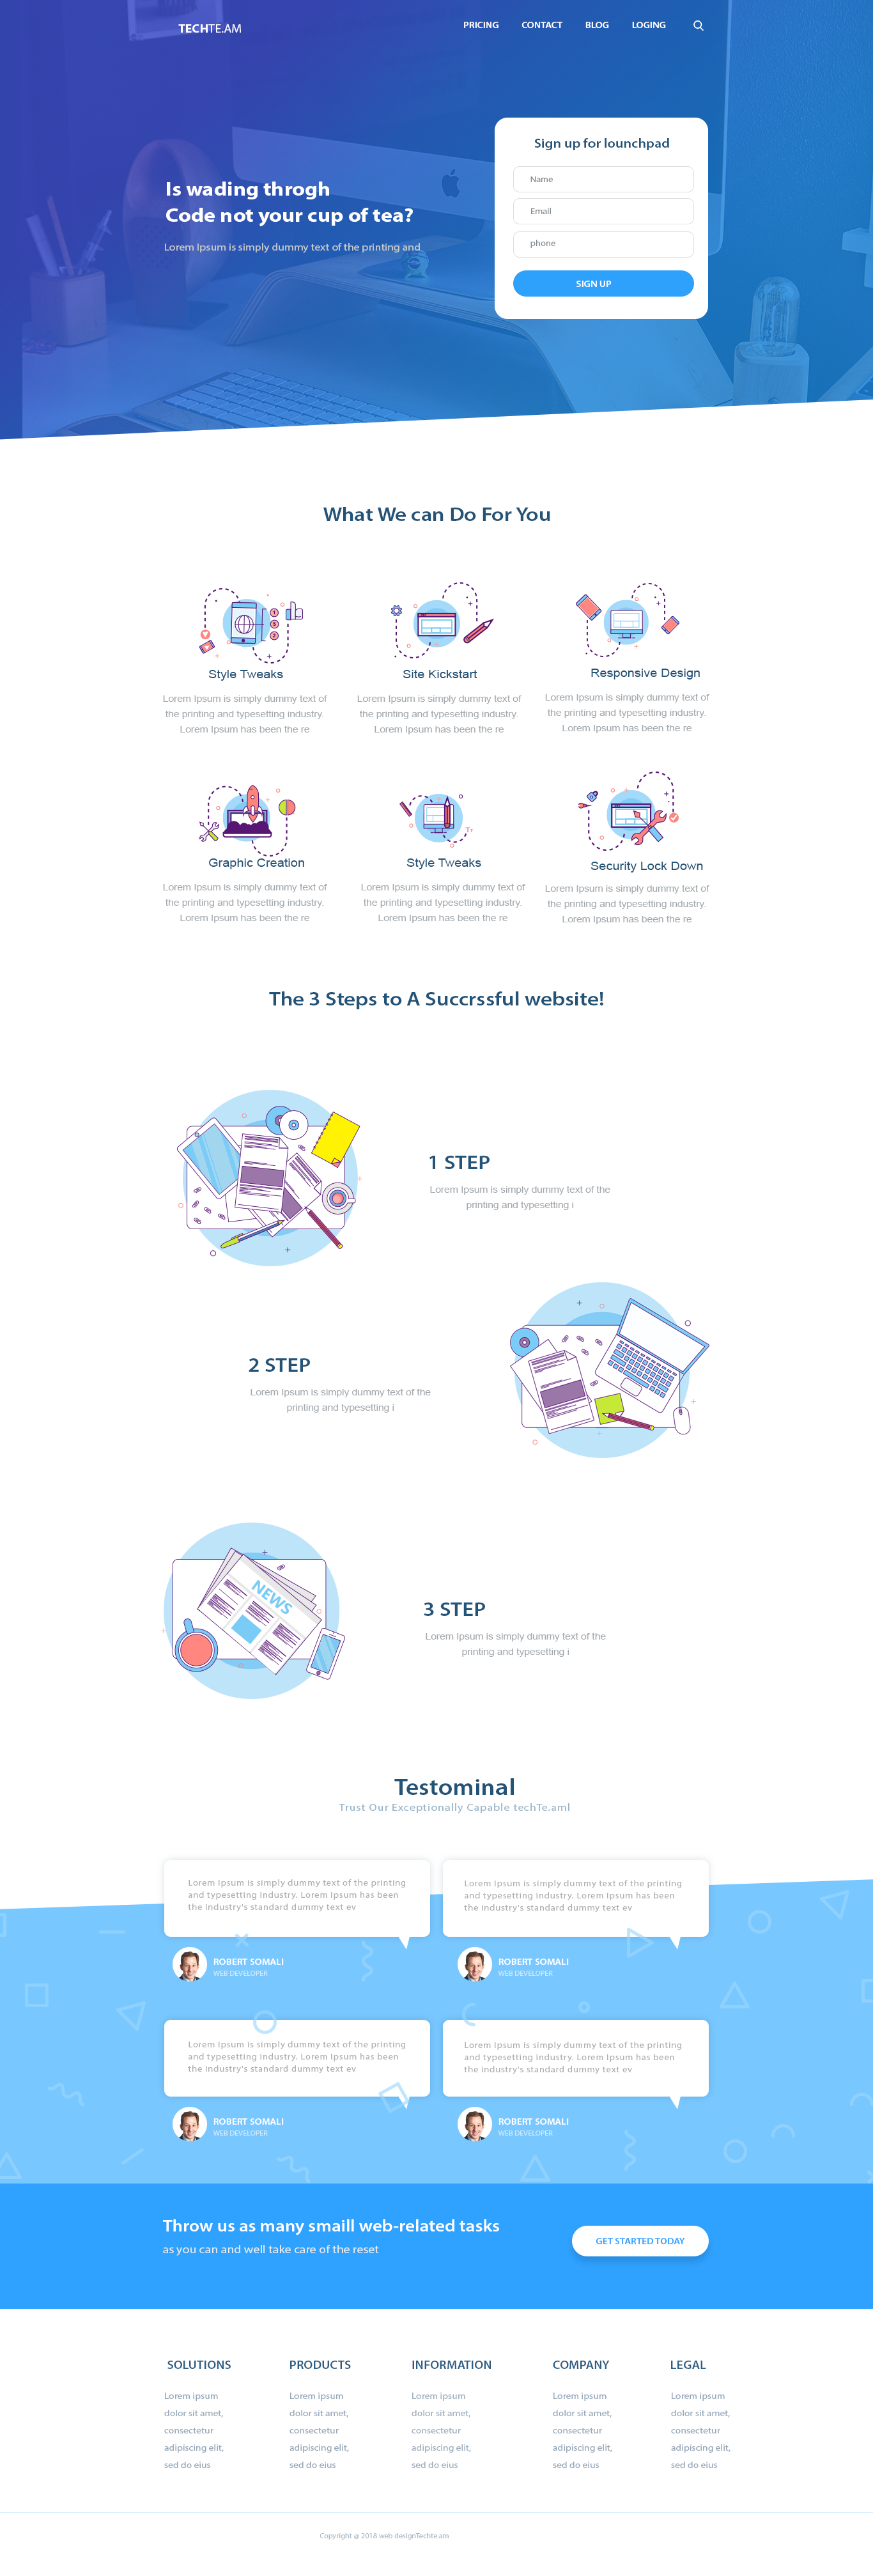 TECHTE.AM
PRICING CONTACT BLOG LOGING
Is wading throgh
Code not your cup of tea?
Lorem Ipsum is simply dummy text of the printing and
Sign up for lounchpad
Name
Email
phone
SIGN UP
What We can Do For You
Style Tweaks
Lorem Ipsum is simply dummy text of
the printing and typesetting industry.
Lorem Ipsum has been the re
Site Kickstart
Lorem Ipsum is simply dummy text of
the printing and typesetting industry.
Lorem Ipsum has been the re
Responsive Design
Lorem Ipsum is simply dummy text of
the printing and typesetting industry.
Lorem Ipsum has been the re
Graphic Creation
Lorem Ipsum is simply dummy text of
the printing and typesetting industry.
Lorem Ipsum has been the re
Style Tweaks
Lorem Ipsum is simply dummy text of
the printing and typesetting industry.
Lorem Ipsum has been the re
Security Lock Down
Lorem Ipsum is simply dummy text of
the printing and typesetting industry.
Lorem Ipsum has been the re
The 3 Steps to A Succrssful website!
1 STEP
Lorem Ipsum is simply dummy text of the
printing and typesetting i
2 STEP
Lorem Ipsum is simply dummy text of the
printing and typesetting i
NEWS
3 STEP
Lorem Ipsum is simply dummy text of the
printing and typesetting i
Testominal
Trust Our Exceptionally Capable techTe.aml
Lorem Ipsum is simply dummy text of the printing
and typesetting industry. Lorem Ipsum has been
the industry's standard dummy text ev
ROBERT SOMALI
WEB DEVELOPER
Lorem Ipsum is simply dummy text of the printing
and typesetting industry. Lorem Ipsum has been
the industry's standard dummy text ev
ROBERT SOMALI
WEB DEVELOPER
Lorem Ipsum is simply dummy text of the printing
and typesetting industry. Lorem Ipsum has been
the industry's standard dummy text ev
ROBERT SOMALI
WEB DEVELOPER
Lorem Ipsum is simply dummy text of the printing
and typesetting industry. Lorem Ipsum has been
the industry's standard dummy text ev
ROBERT SOMALI
WEB DEVELOPER
Throw us as many smaill web-related tasks
as you can and well take care of the reset
GET STARTED TODAY
SOLUTIONS
Lorem ipsum
dolor sit amet,
consectetur
adipiscing elit,
sed do eius
PRODUCTS
Lorem ipsum
dolor sit amet,
consectetur
adipiscing elit,
sed do eius
INFORMATION
Lorem ipsum
dolor sit amet,
consectetur
adipiscing elit,
sed do eius
COMPANY
Lorem ipsum
dolor sit amet,
consectetur
adipiscing elit,
sed do eius
LEGAL
Lorem ipsum
dolor sit amet,
consectetur
adipiscing elit,
sed do eius
Copyright @ 2018 web designTechte.am